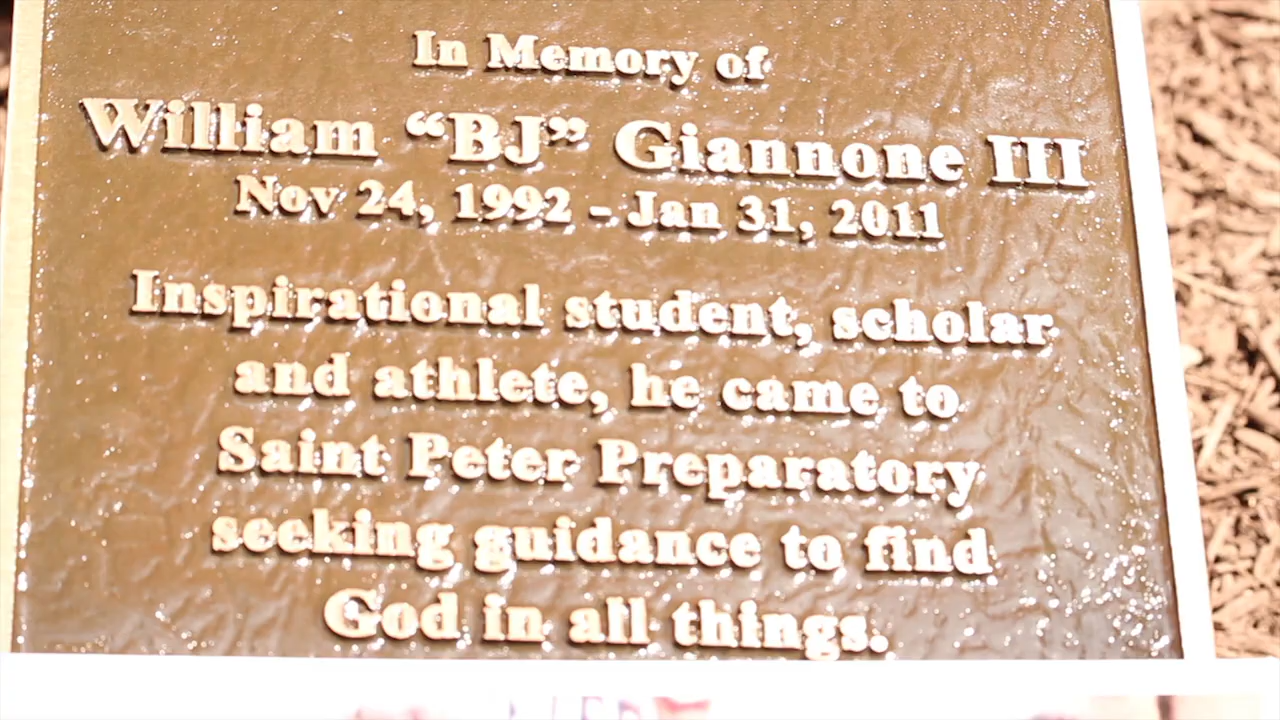 In Memory of
William “BJ” Giannone III
Nov 24, 1992 - Jan 31, 2011
Inspirational student, scholar
and athlete, he came to
Saint Peter Preparatory
seeking guidance to find
God in all things.